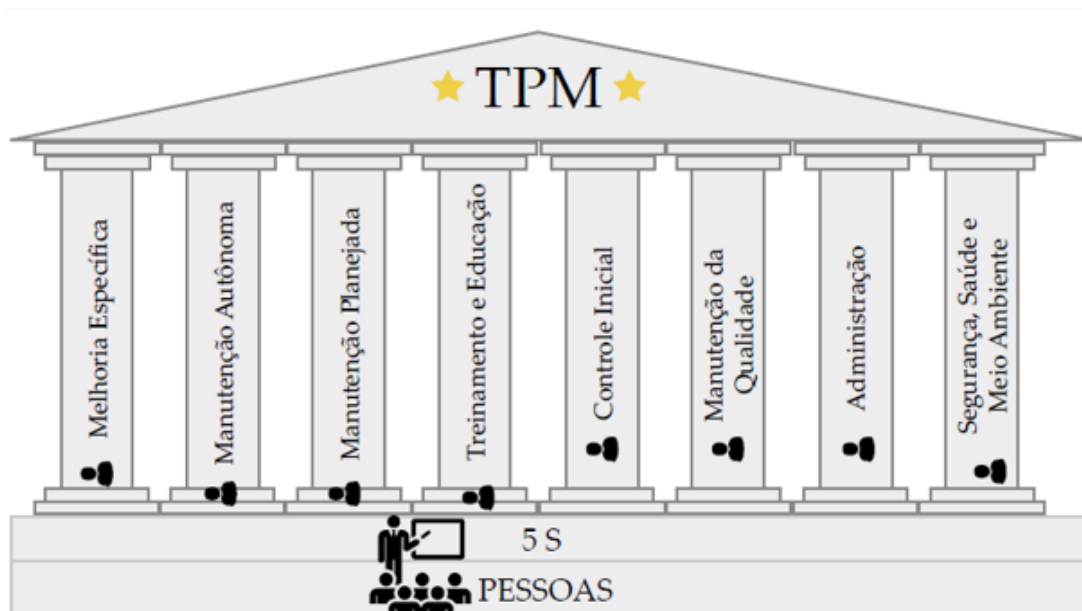 TPM
Melhoria Específica
Manutenção Autônoma
Manutenção Planejada
Treinamento e Educação
Controle Inicial
Manutenção da
Qualidade
Administração
Segurança, Saúde e
Meio Ambiente
5 S
PESSOAS